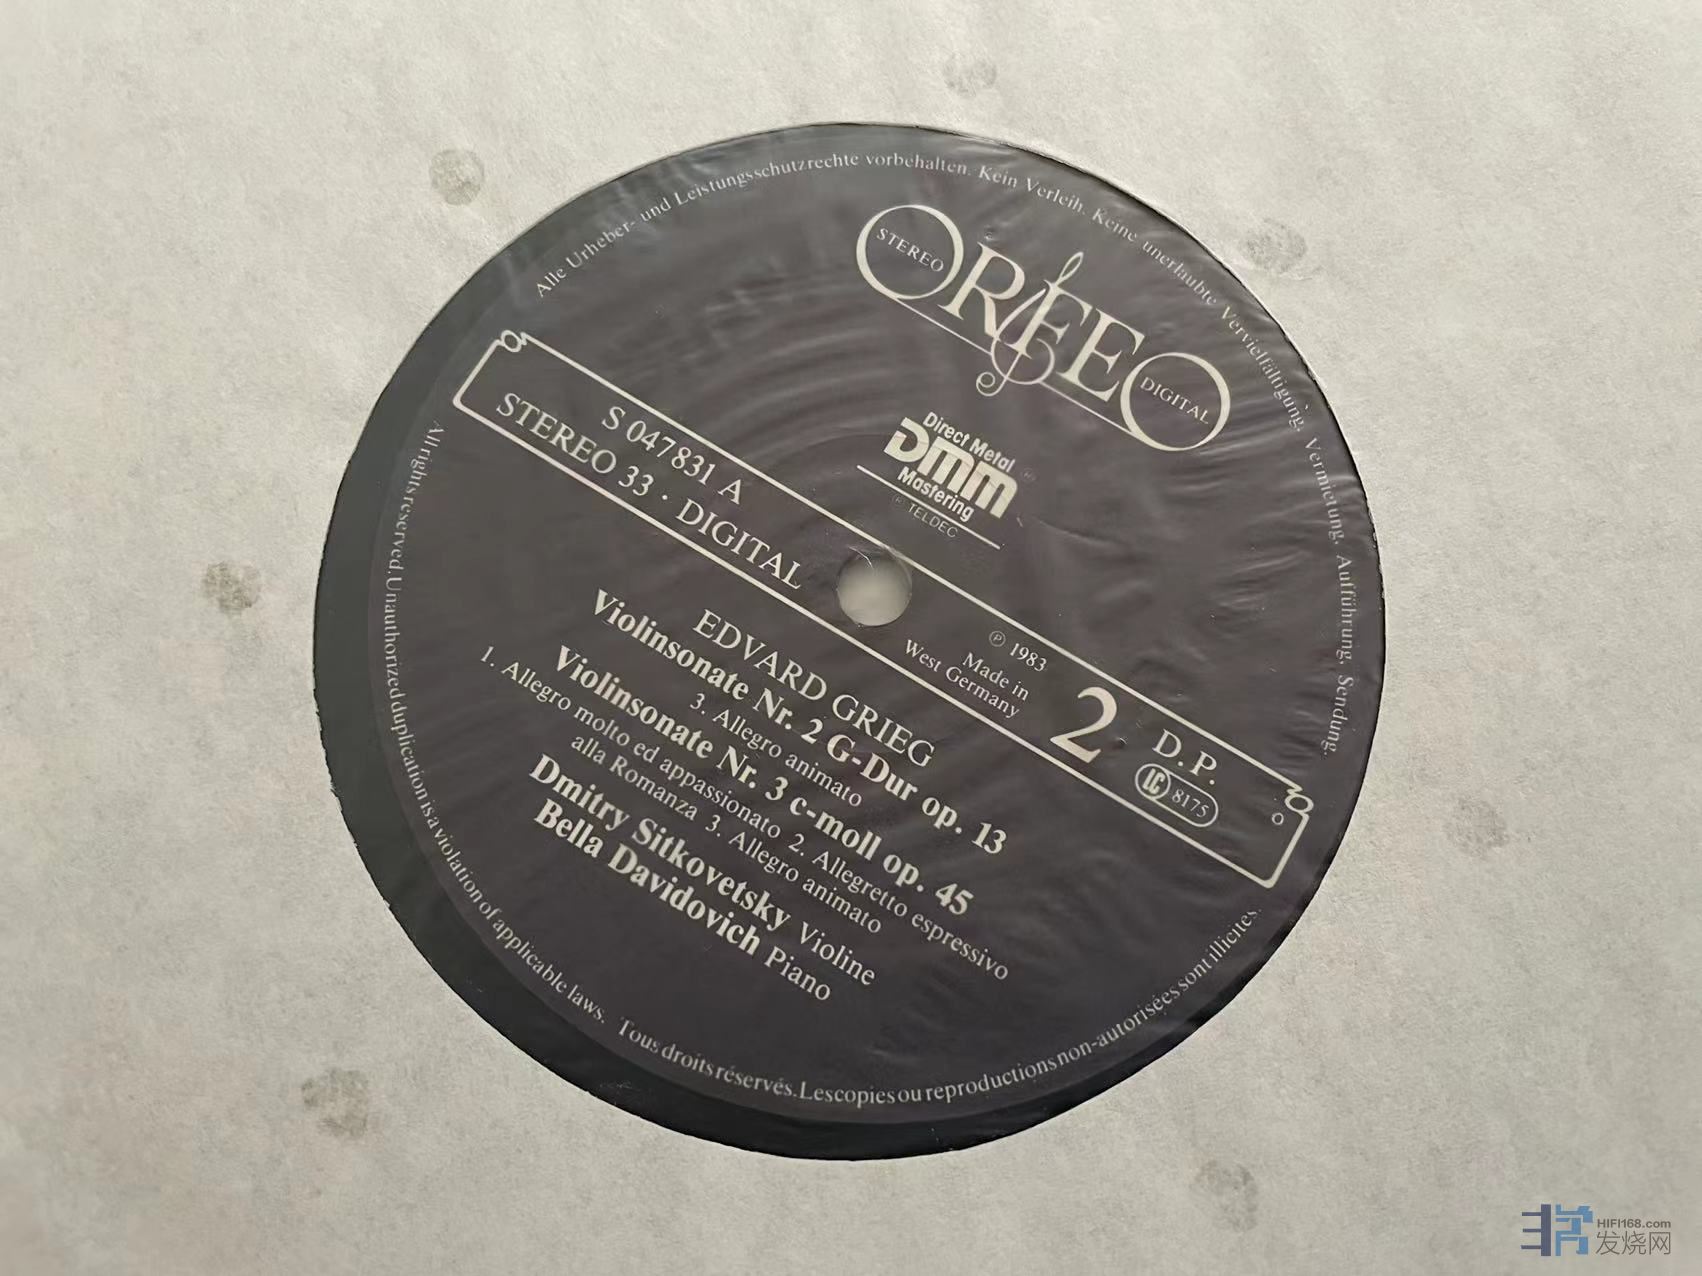 Alle Urheber- und Leistungsschutzrechte vorbehalten. Kein Verleih. Keine unerlaubte Vervielfältigung, Vermietung, Aufführung, Sendung.
STEREO
ORFEO
DIGITAL
Direct Metal
DMM
Mastering
® TELDEC
S 047831 A
STEREO 33 · DIGITAL
℗ 1983
Made in
West Germany
2
D.P.
LC 8175
EDVARD GRIEG
Violinsonate Nr. 2 G-Dur op. 13
3. Allegro animato
Violinsonate Nr. 3 c-moll op. 45
1. Allegro molto ed appassionato 2. Allegretto espressivo
alla Romanza 3. Allegro animato
Dmitry Sitkovetsky Violine
Bella Davidovich Piano
All rights reserved. Unauthorized duplication is a violation of applicable laws. Tous droits réservés. Les copies ou reproductions non-autorisées sont illicites.
HIFI168.com
发烧网